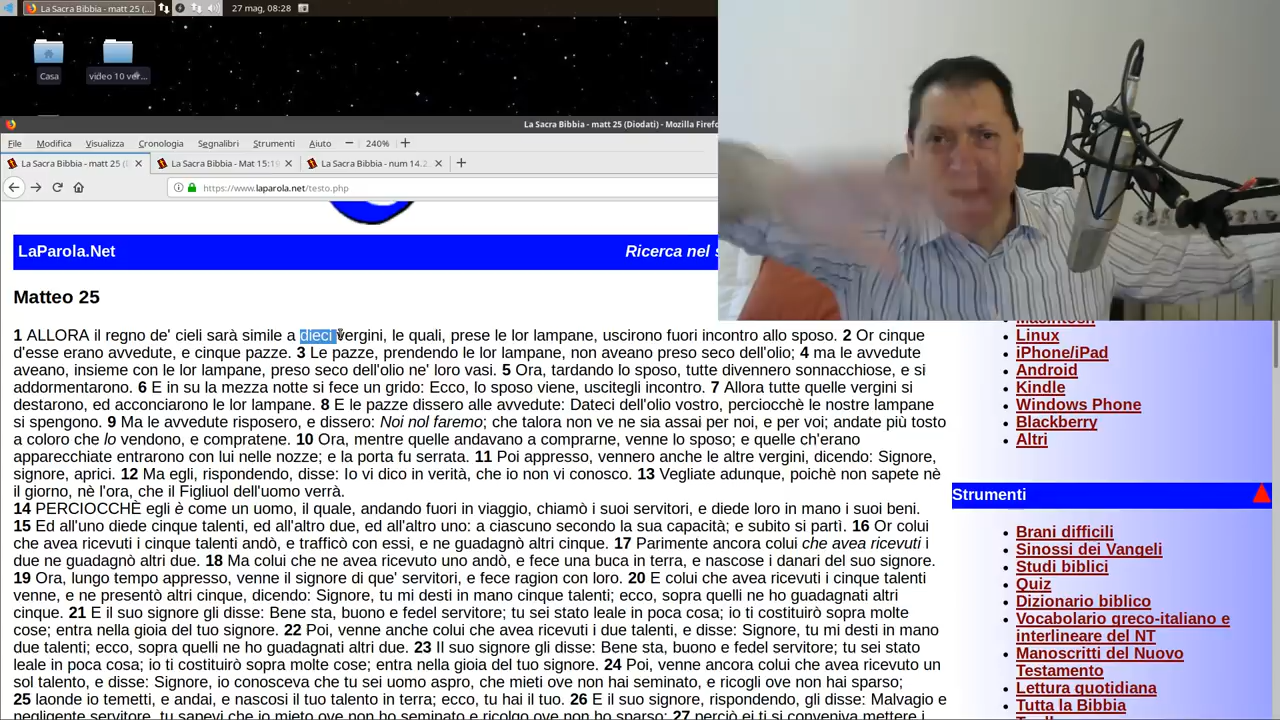 La Sacra Bibbia - matt 25 (...
27 mag, 08:28
Casa
video 10 ver...
La Sacra Bibbia - matt 25 (Diodati) - Mozilla Firef
File Modifica Visualizza Cronologia Segnalibri Strumenti Aiuto 240%
La Sacra Bibbia - matt 25 (
La Sacra Bibbia - Mat 15:19
La Sacra Bibbia - num 14.2
https://www.laparola.net/testo.php
LaParola.Net
Ricerca nel s
Matteo 25
1 ALLORA il regno de' cieli sarà simile a dieci vergini, le quali, prese le lor lampane, uscirono fuori incontro allo sposo. 2 Or cinque
d'esse erano avvedute, e cinque pazze. 3 Le pazze, prendendo le lor lampane, non aveano preso seco dell'olio; 4 ma le avvedute
aveano, insieme con le lor lampane, preso seco dell'olio ne' loro vasi. 5 Ora, tardando lo sposo, tutte divennero sonnacchiose, e si
addormentarono. 6 E in su la mezza notte si fece un grido: Ecco, lo sposo viene, uscitegli incontro. 7 Allora tutte quelle vergini si
destarono, ed acconciarono le lor lampane. 8 E le pazze dissero alle avvedute: Dateci dell'olio vostro, perciocchè le nostre lampane
si spengono. 9 Ma le avvedute risposero, e dissero: Noi nol faremo; che talora non ve ne sia assai per noi, e per voi; andate più tosto
a coloro che lo vendono, e compratene. 10 Ora, mentre quelle andavano a comprarne, venne lo sposo; e quelle ch'erano
apparecchiate entrarono con lui nelle nozze; e la porta fu serrata. 11 Poi appresso, vennero anche le altre vergini, dicendo: Signore,
signore, aprici. 12 Ma egli, rispondendo, disse: Io vi dico in verità, che io non vi conosco. 13 Vegliate adunque, poichè non sapete nè
il giorno, nè l'ora, che il Figliuol dell'uomo verrà.
14 PERCIOCCHÈ egli è come un uomo, il quale, andando fuori in viaggio, chiamò i suoi servitori, e diede loro in mano i suoi beni.
15 Ed all'uno diede cinque talenti, ed all'altro due, ed all'altro uno: a ciascuno secondo la sua capacità; e subito si partì. 16 Or colui
che avea ricevuti i cinque talenti andò, e trafficò con essi, e ne guadagnò altri cinque. 17 Parimente ancora colui che avea ricevuti i
due ne guadagnò altri due. 18 Ma colui che ne avea ricevuto uno andò, e fece una buca in terra, e nascose i danari del suo signore.
19 Ora, lungo tempo appresso, venne il signore di que' servitori, e fece ragion con loro. 20 E colui che avea ricevuti i cinque talenti
venne, e ne presentò altri cinque, dicendo: Signore, tu mi desti in mano cinque talenti; ecco, sopra quelli ne ho guadagnati altri
cinque. 21 E il suo signore gli disse: Bene sta, buono e fedel servitore; tu sei stato leale in poca cosa; io ti costituirò sopra molte
cose; entra nella gioia del tuo signore. 22 Poi, venne anche colui che avea ricevuti i due talenti, e disse: Signore, tu mi desti in mano
due talenti; ecco, sopra quelli ne ho guadagnati altri due. 23 Il suo signore gli disse: Bene sta, buono e fedel servitore; tu sei stato
leale in poca cosa; io ti costituirò sopra molte cose; entra nella gioia del tuo signore. 24 Poi, venne ancora colui che avea ricevuto un
sol talento, e disse: Signore, io conosceva che tu sei uomo aspro, che mieti ove non hai seminato, e ricogli ove non hai sparso;
25 laonde io temetti, e andai, e nascosi il tuo talento in terra; ecco, tu hai il tuo. 26 E il suo signore, rispondendo, gli disse: Malvagio e
negligente servitore, tu sapevi che io mieto ove non ho seminato e ricolgo ove non ho sparso; 27 perciò ei ti si conveniva mettere i
Linux
iPhone/iPad
Android
Kindle
Windows Phone
Blackberry
Altri
Strumenti
Brani difficili
Sinossi dei Vangeli
Studi biblici
Quiz
Dizionario biblico
Vocabolario greco-italiano e
interlineare del NT
Manoscritti del Nuovo
Testamento
Lettura quotidiana
Tutta la Bibbia